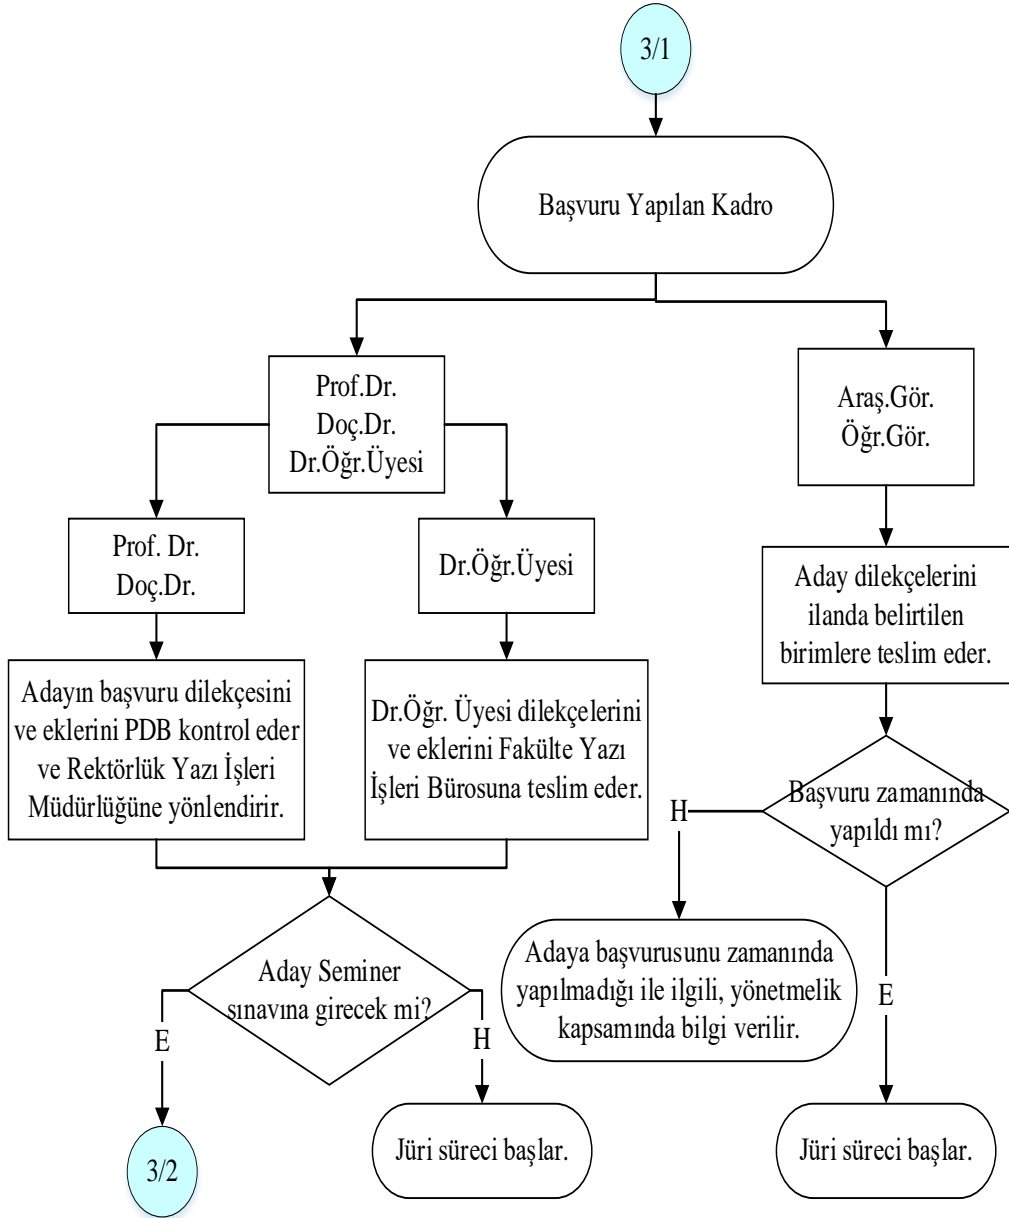 3/1
Başvuru Yapılan Kadro
Prof.Dr.
Doç.Dr.
Dr.Öğr.Üyesi
Araş.Gör.
Öğr.Gör.
Prof. Dr.
Doç.Dr.
Dr.Öğr.Üyesi
Aday dilekçelerini
ilanda belirtilen
birimlere teslim eder.
Adayın başvuru dilekçesini
ve eklerini PDB kontrol eder
ve Rektörlük Yazı İşleri
Müdürlüğüne yönlendirir.
Dr.Öğr. Üyesi dilekçelerini
ve eklerini Fakülte Yazı
İşleri Bürosuna teslim eder.
Başvuru zamanında
yapıldı mı?
H
Adaya başvurusunu zamanında
yapılmadığı ile ilgili, yönetmelik
kapsamında bilgi verilir.
E
Aday Seminer
sınavına girecek mi?
E
H
3/2
Jüri süreci başlar.
Jüri süreci başlar.